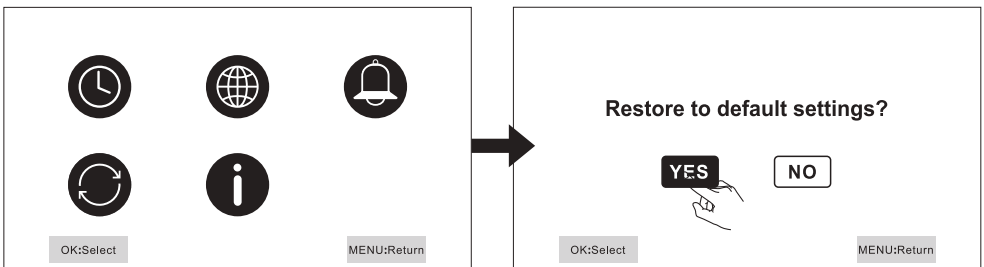 OK:Select
MENU:Return
Restore to default settings?
YES
NO
OK:Select
MENU:Return